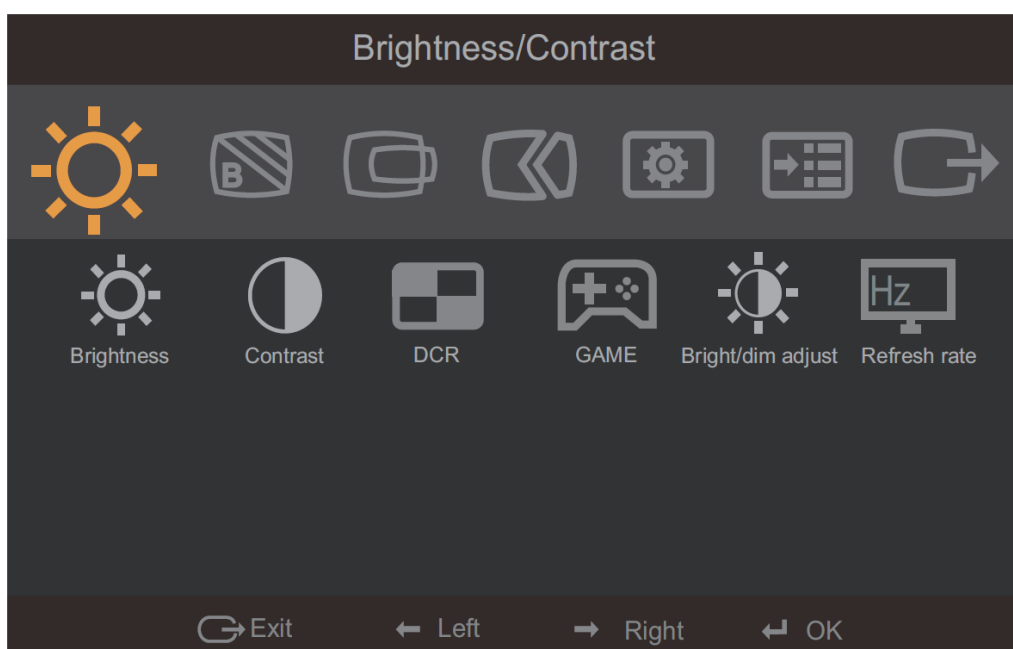 Brightness/Contrast
B
Hz
Brightness Contrast DCR GAME Bright/dim adjust Refresh rate
Exit Left Right OK